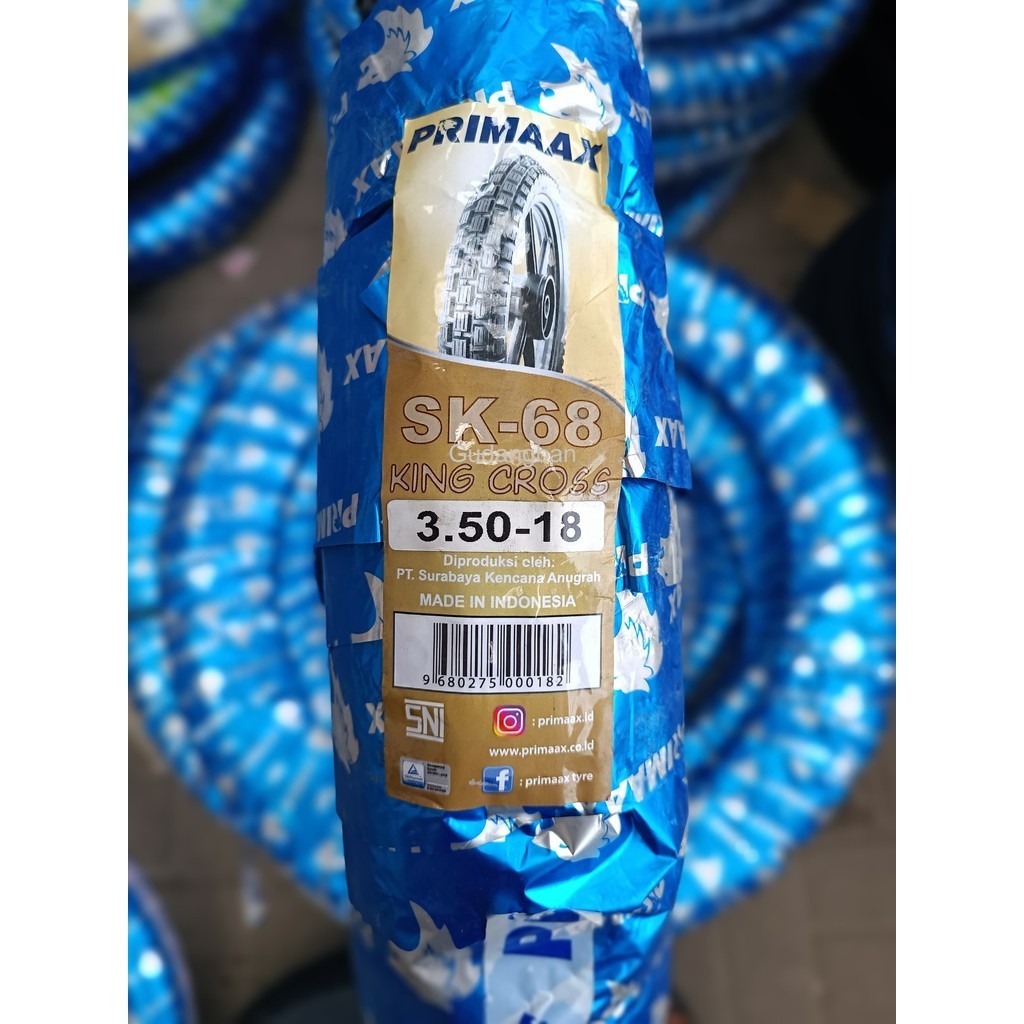 PRIMAAX
SK-68
Gudangban
KING CROSS
3.50-18
Diproduksi oleh:
PT. Surabaya Kencana Anugrah
MADE IN INDONESIA
9 680275 000182
SNI
: primaax.id
www.primaax.co.id
: primaax tyre